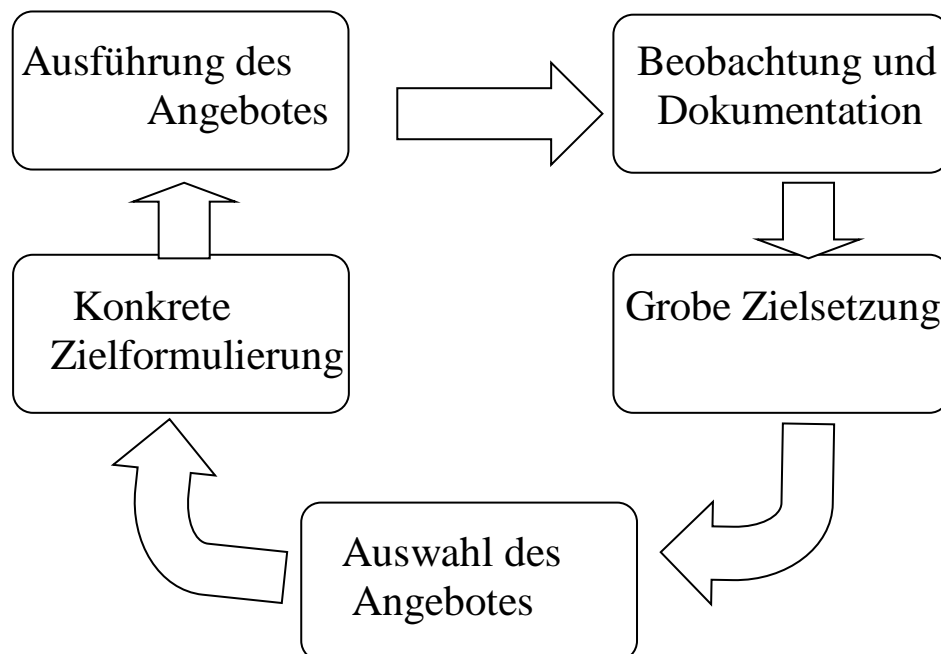 Ausführung des
Angebotes
Beobachtung und
Dokumentation
Konkrete
Zielformulierung
Grobe Zielsetzung
Auswahl des
Angebotes